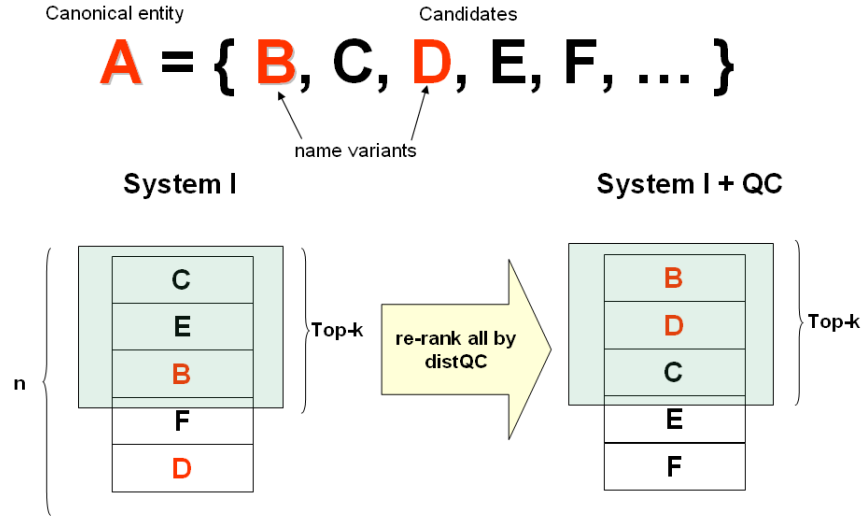 Canonical entity
Candidates
A = { B, C, D, E, F, ... }
name variants
System I
System I + QC
n
C
E
B
F
D
Top-k
re-rank all by
distQC
B
D
C
E
F
Top-k